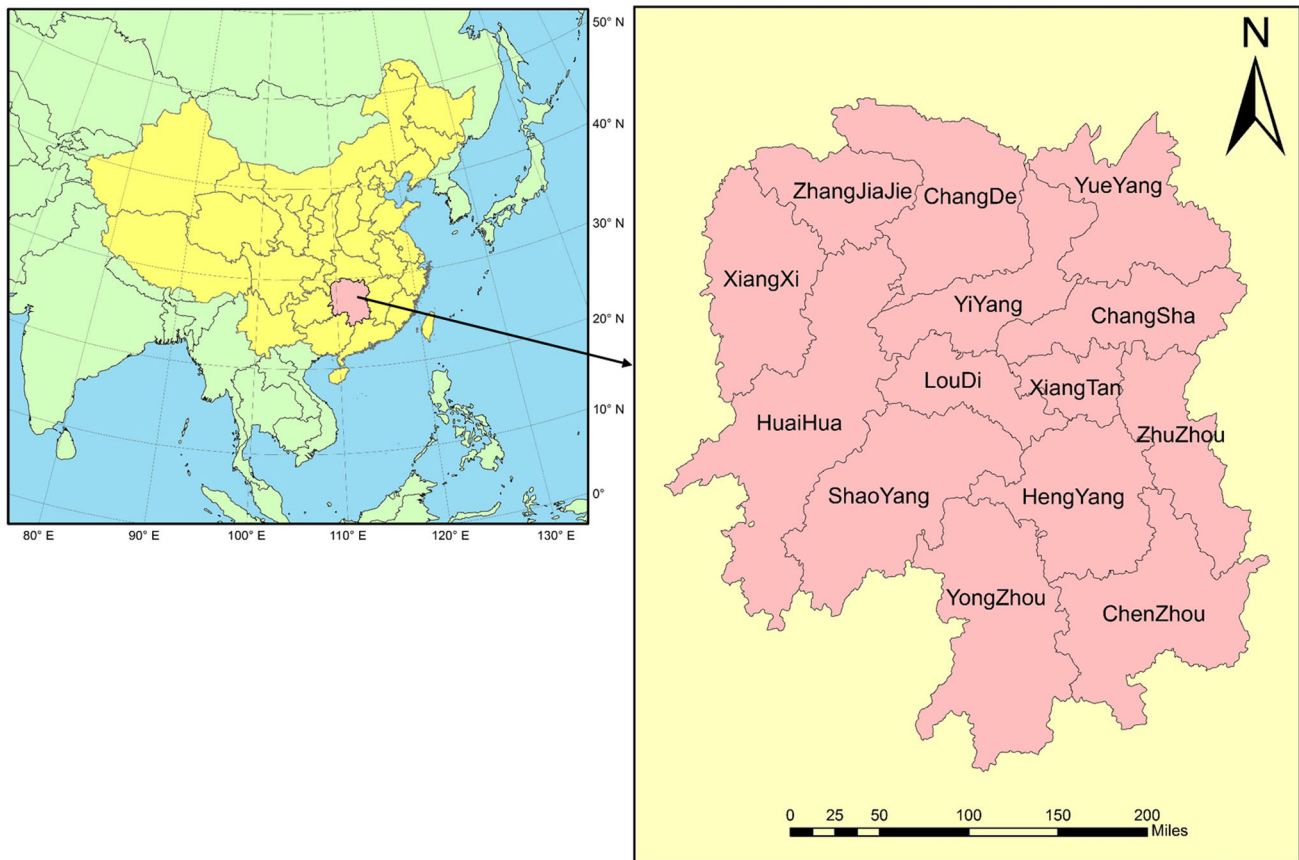 50° N
40° N
30° N
20° N
10° N
0°
80° E
90° E
100° E
110° E
120° E
130° E
N
ZhangJiaJie
ChangDe
YueYang
XiangXi
YiYang
ChangSha
LouDi
XiangTan
HuaiHua
ZhuZhou
ShaoYang
HengYang
YongZhou
ChenZhou
0 25 50 100 150 200
Miles